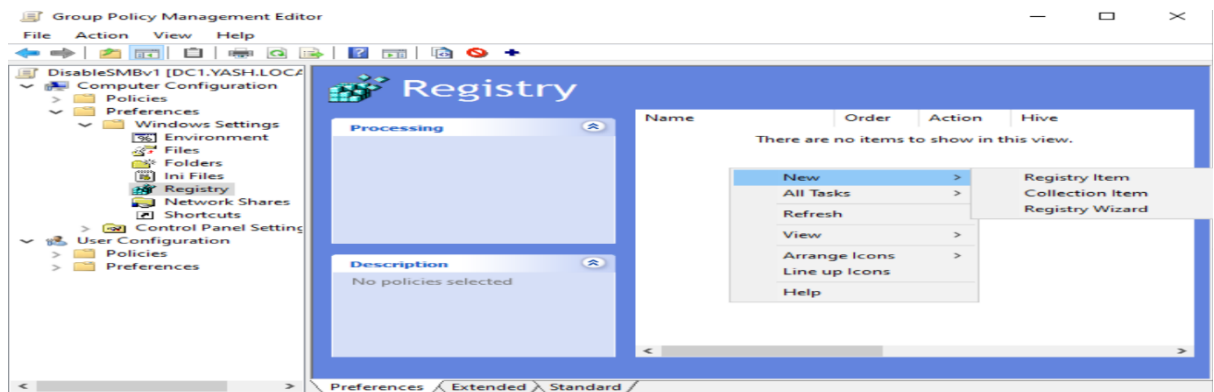 Group Policy Management Editor
File Action View Help
DisableSMBv1 [DC1.YASH.LOCA
Computer Configuration
Policies
Preferences
Windows Settings
Environment
Files
Folders
Ini Files
Registry
Network Shares
Shortcuts
Control Panel Setting
User Configuration
Policies
Preferences
Registry
Processing
Description
No policies selected
Name Order Action Hive
There are no items to show in this view.
New
All Tasks
Refresh
View
Arrange Icons
Line up Icons
Help
Registry Item
Collection Item
Registry Wizard
Preferences Extended Standard